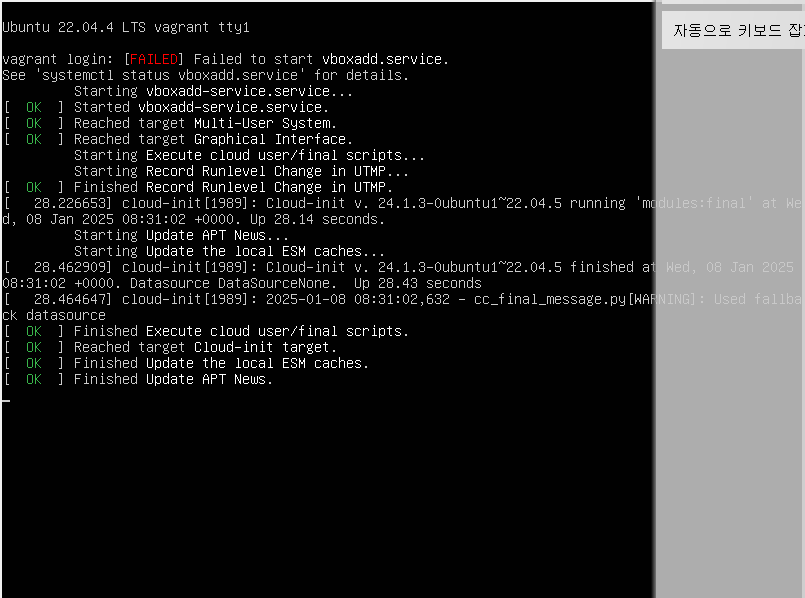 Ubuntu 22.04.4 LTS vagrant tty1
자동으로 키보드 잡
vagrant login: [FAILED] Failed to start vboxadd.service.
See 'systemctl status vboxadd.service' for details.
Starting vboxadd-service.service...
[  OK  ] Started vboxadd-service.service.
[  OK  ] Reached target Multi-User System.
[  OK  ] Reached target Graphical Interface.
Starting Execute cloud user/final scripts...
Starting Record Runlevel Change in UTMP...
[  OK  ] Finished Record Runlevel Change in UTMP.
[   28.226653] cloud-init[1989]: Cloud-init v. 24.1.3-0ubuntu1~22.04.5 running 'modules:final' at We
d, 08 Jan 2025 08:31:02 +0000. Up 28.14 seconds.
Starting Update APT News...
Starting Update the local ESM caches...
[   28.462909] cloud-init[1989]: Cloud-init v. 24.1.3-0ubuntu1~22.04.5 finished at Wed, 08 Jan 2025
08:31:02 +0000. Datasource DataSourceNone.  Up 28.43 seconds
[   28.464647] cloud-init[1989]: 2025-01-08 08:31:02,632 - cc_final_message.py[WARNING]: Used fallba
ck datasource
[  OK  ] Finished Execute cloud user/final scripts.
[  OK  ] Reached target Cloud-init target.
[  OK  ] Finished Update the local ESM caches.
[  OK  ] Finished Update APT News.